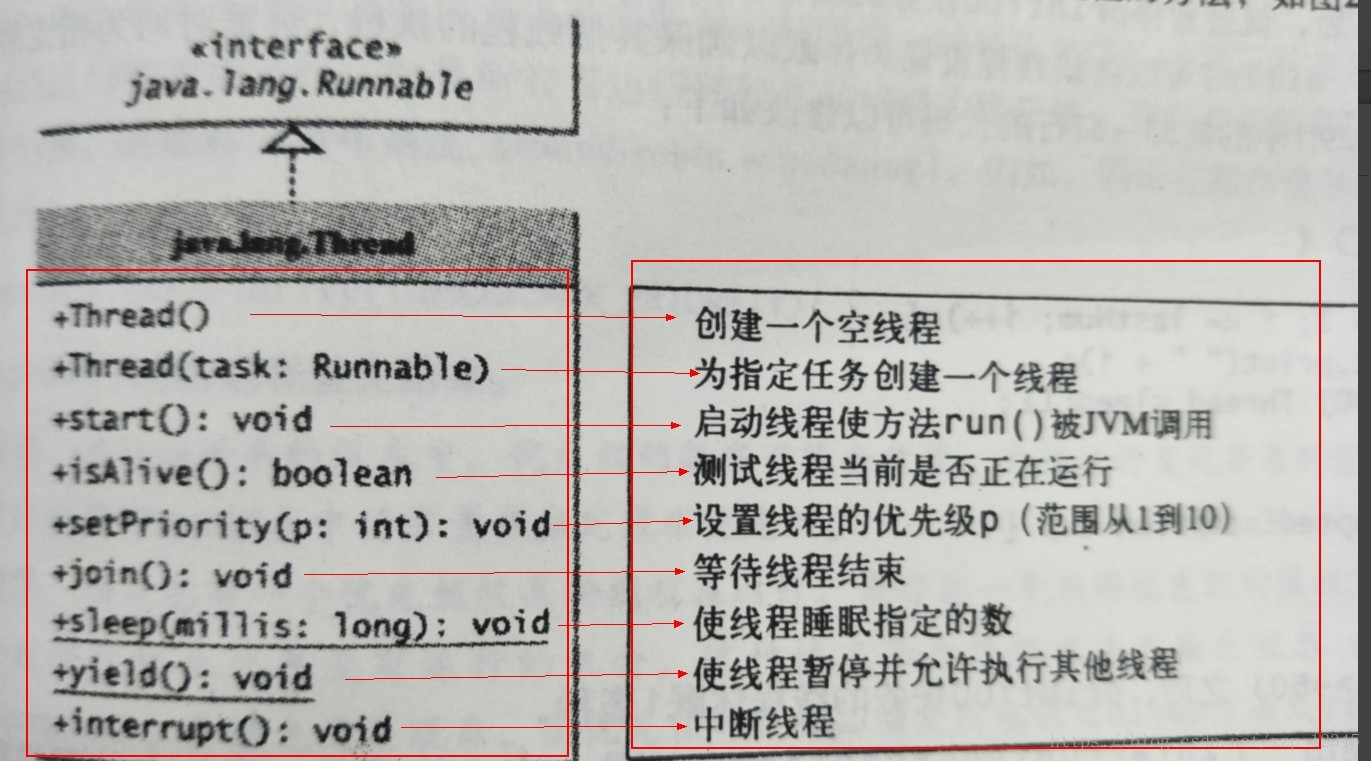 «interface»
java.lang.Runnable
java.lang.Thread
+Thread() 创建一个空线程
+Thread(task: Runnable) 为指定任务创建一个线程
+start(): void 启动线程使方法run()被JVM调用
+isAlive(): boolean 测试线程当前是否正在运行
+setPriority(p: int): void 设置线程的优先级p（范围从1到10）
+join(): void 等待线程结束
+sleep(millis: long): void 使线程睡眠指定的数
+yield(): void 使线程暂停并允许执行其他线程
+interrupt(): void 中断线程